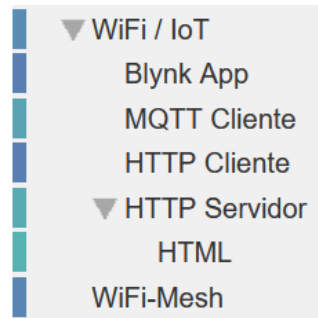 WiFi / IoT
Blynk App
MQTT Cliente
HTTP Cliente
HTTP Servidor
HTML
WiFi-Mesh